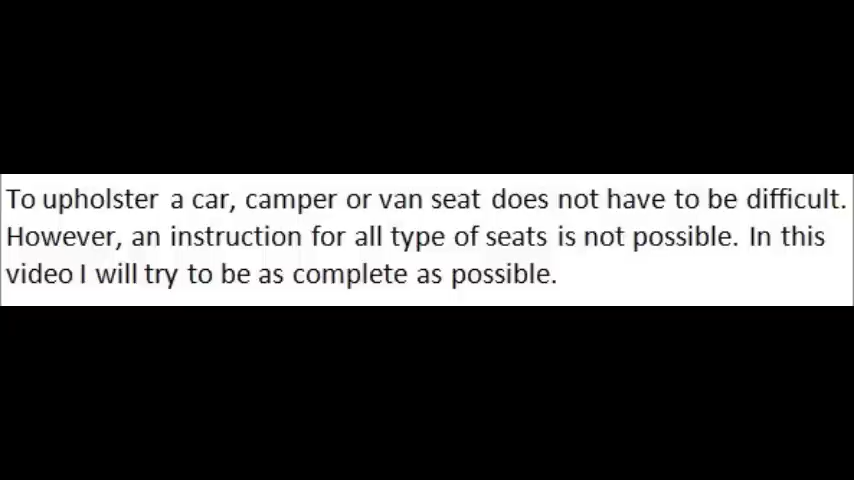 To upholster a car, camper or van seat does not have to be difficult.
However, an instruction for all type of seats is not possible. In this
video I will try to be as complete as possible.